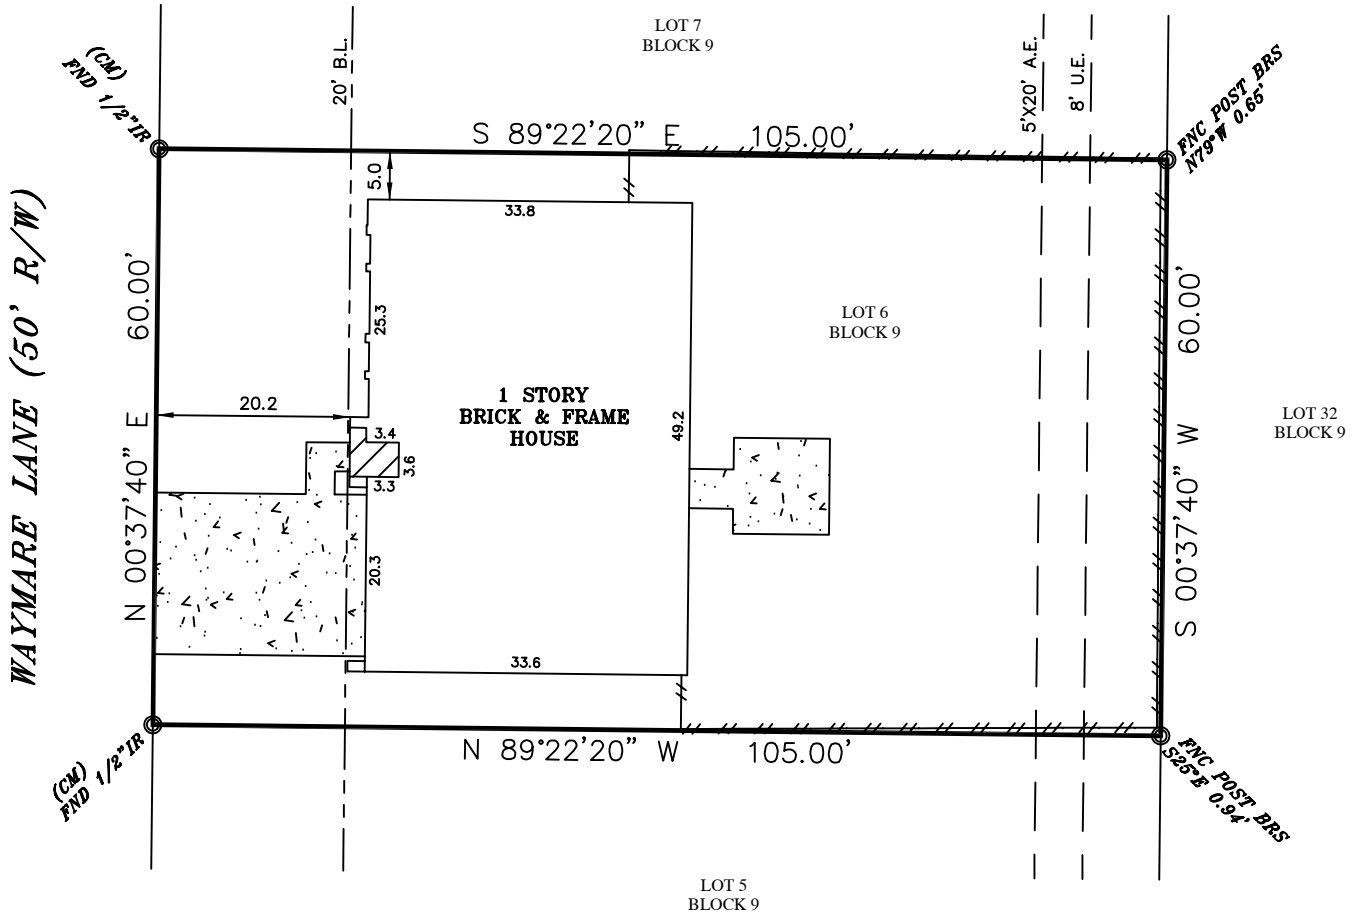 LOT 7
BLOCK 9
(CM)
FND 1/2"IR
20' B.L.
5'X20' A.E.
8' U.E.
FNC POST BRS
N79°W 0.65'
S 89°22'20" E 105.00'
5.0
33.8
WAYMARE LANE (50' R/W)
N 00°37'40" E 60.00'
25.3
LOT 6
BLOCK 9
S 00°37'40" W 60.00'
20.2
1 STORY
BRICK & FRAME
HOUSE
49.2
LOT 32
BLOCK 9
3.4
3.6
3.3
20.3
33.6
N 89°22'20" W 105.00'
(CM)
FND 1/2"IR
FNC POST BRS
S25°E 0.94'
LOT 5
BLOCK 9